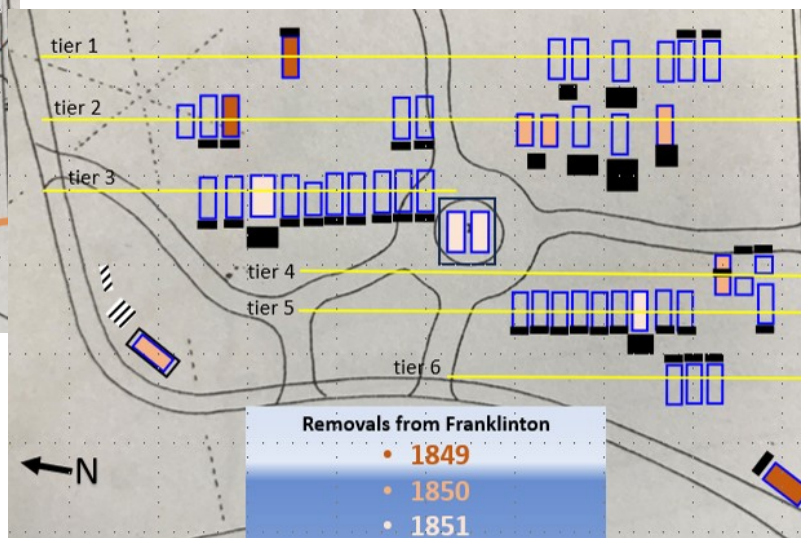 tier 1
tier 2
tier 3
tier 4
tier 5
tier 6
N
Removals from Franklinton
• 1849
• 1850
• 1851